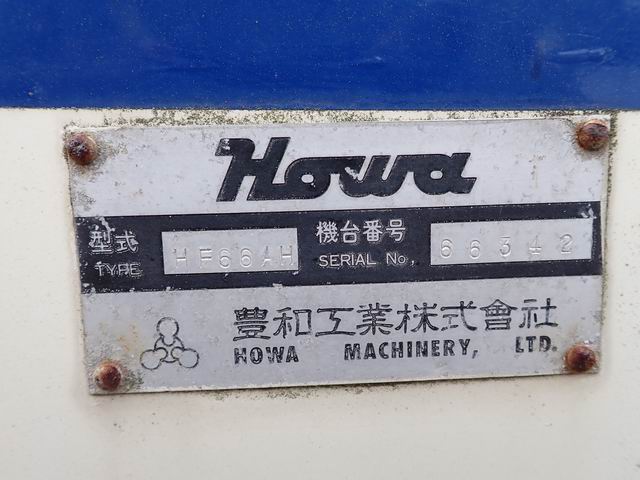 Howa
型式 TYPE HF66AH 機台番号 SERIAL No, 66342
豊和工業株式會社
HOWA MACHINERY, LTD.